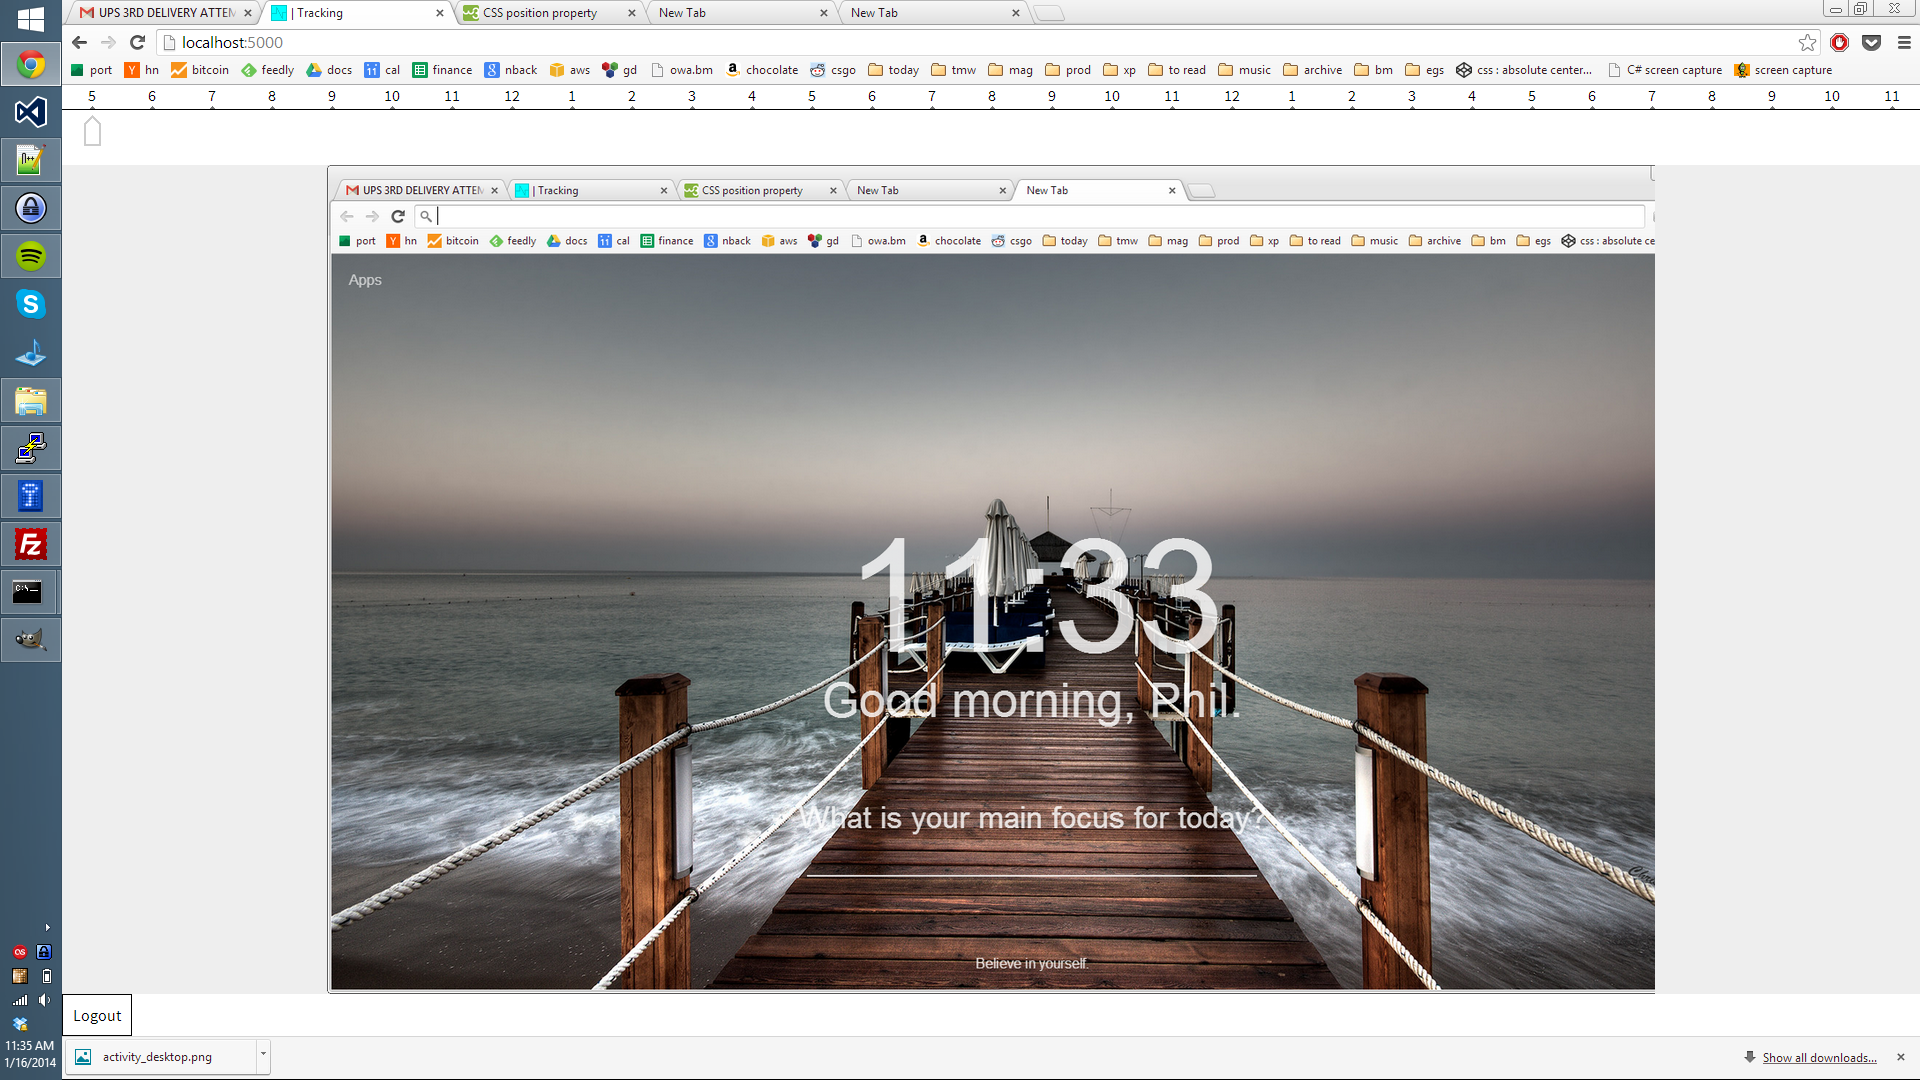 UPS 3RD DELIVERY ATTEM
| Tracking
CSS position property
New Tab
New Tab
localhost:5000
port hn bitcoin feedly docs cal finance nback aws gd owa.bm chocolate csgo today tmw mag prod xp to read music archive bm egs css : absolute center... C# screen capture screen capture
5 6 7 8 9 10 11 12 1 2 3 4 5 6 7 8 9 10 11 12 1 2 3 4 5 6 7 8 9 10 11
UPS 3RD DELIVERY ATTEM
| Tracking
CSS position property
New Tab
New Tab
port hn bitcoin feedly docs cal finance nback aws gd owa.bm chocolate csgo today tmw mag prod xp to read music archive bm egs css : absolute ce
Apps
11:33
Good morning, Phil.
What is your main focus for today?
Believe in yourself.
Logout
11:35 AM
1/16/2014
activity_desktop.png
Show all downloads...